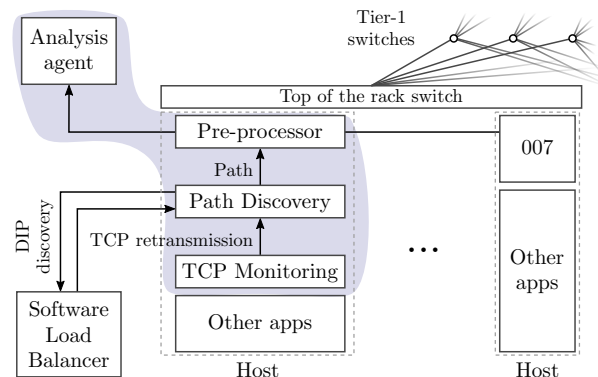 Tier-1
switches
Analysis
agent
Top of the rack switch
Pre-processor
007
Path
Path Discovery
DIP
discovery
TCP retransmission
...
TCP Monitoring
Other
apps
Software
Load
Balancer
Other apps
Host
Host